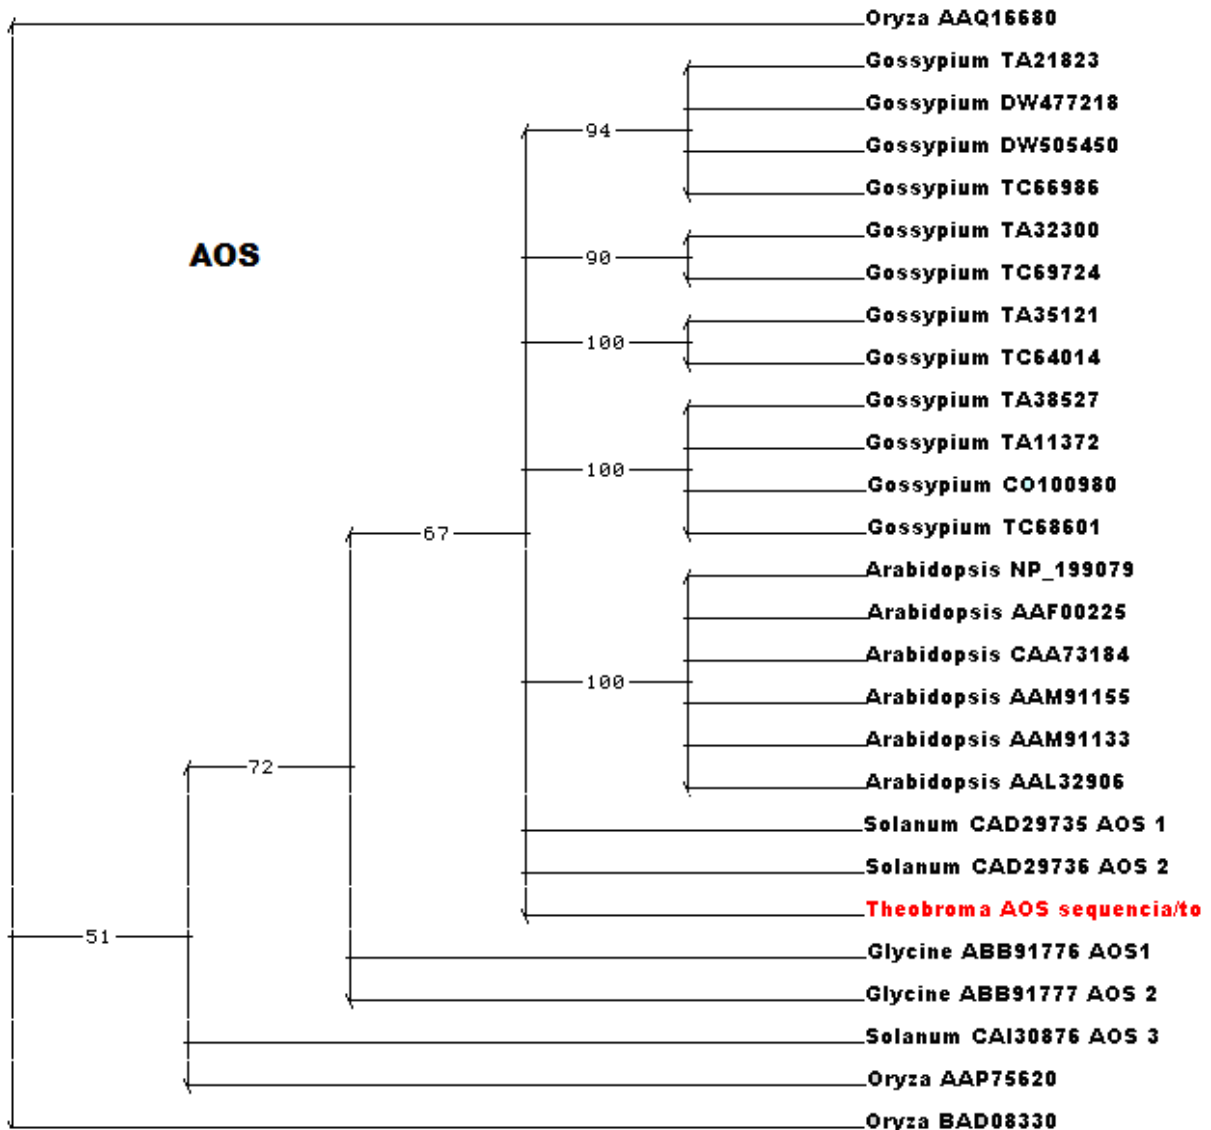 Oryza AAQ16680
Gossypium TA21823
Gossypium DW477218
94
Gossypium DW505450
Gossypium TC66986
Gossypium TA32300
AOS
90
Gossypium TC69724
Gossypium TA35121
100
Gossypium TC64014
Gossypium TA38527
Gossypium TA11372
100
Gossypium CO100980
Gossypium TC68601
67
Arabidopsis NP_199079
Arabidopsis AAF00225
Arabidopsis CAA73184
100
Arabidopsis AAM91155
Arabidopsis AAM91133
72
Arabidopsis AAL32906
Solanum CAD29735 AOS 1
Solanum CAD29736 AOS 2
Theobroma AOS sequencia/to
51
Glycine ABB91776 AOS1
Glycine ABB91777 AOS 2
Solanum CAI30876 AOS 3
Oryza AAP75620
Oryza BAD08330